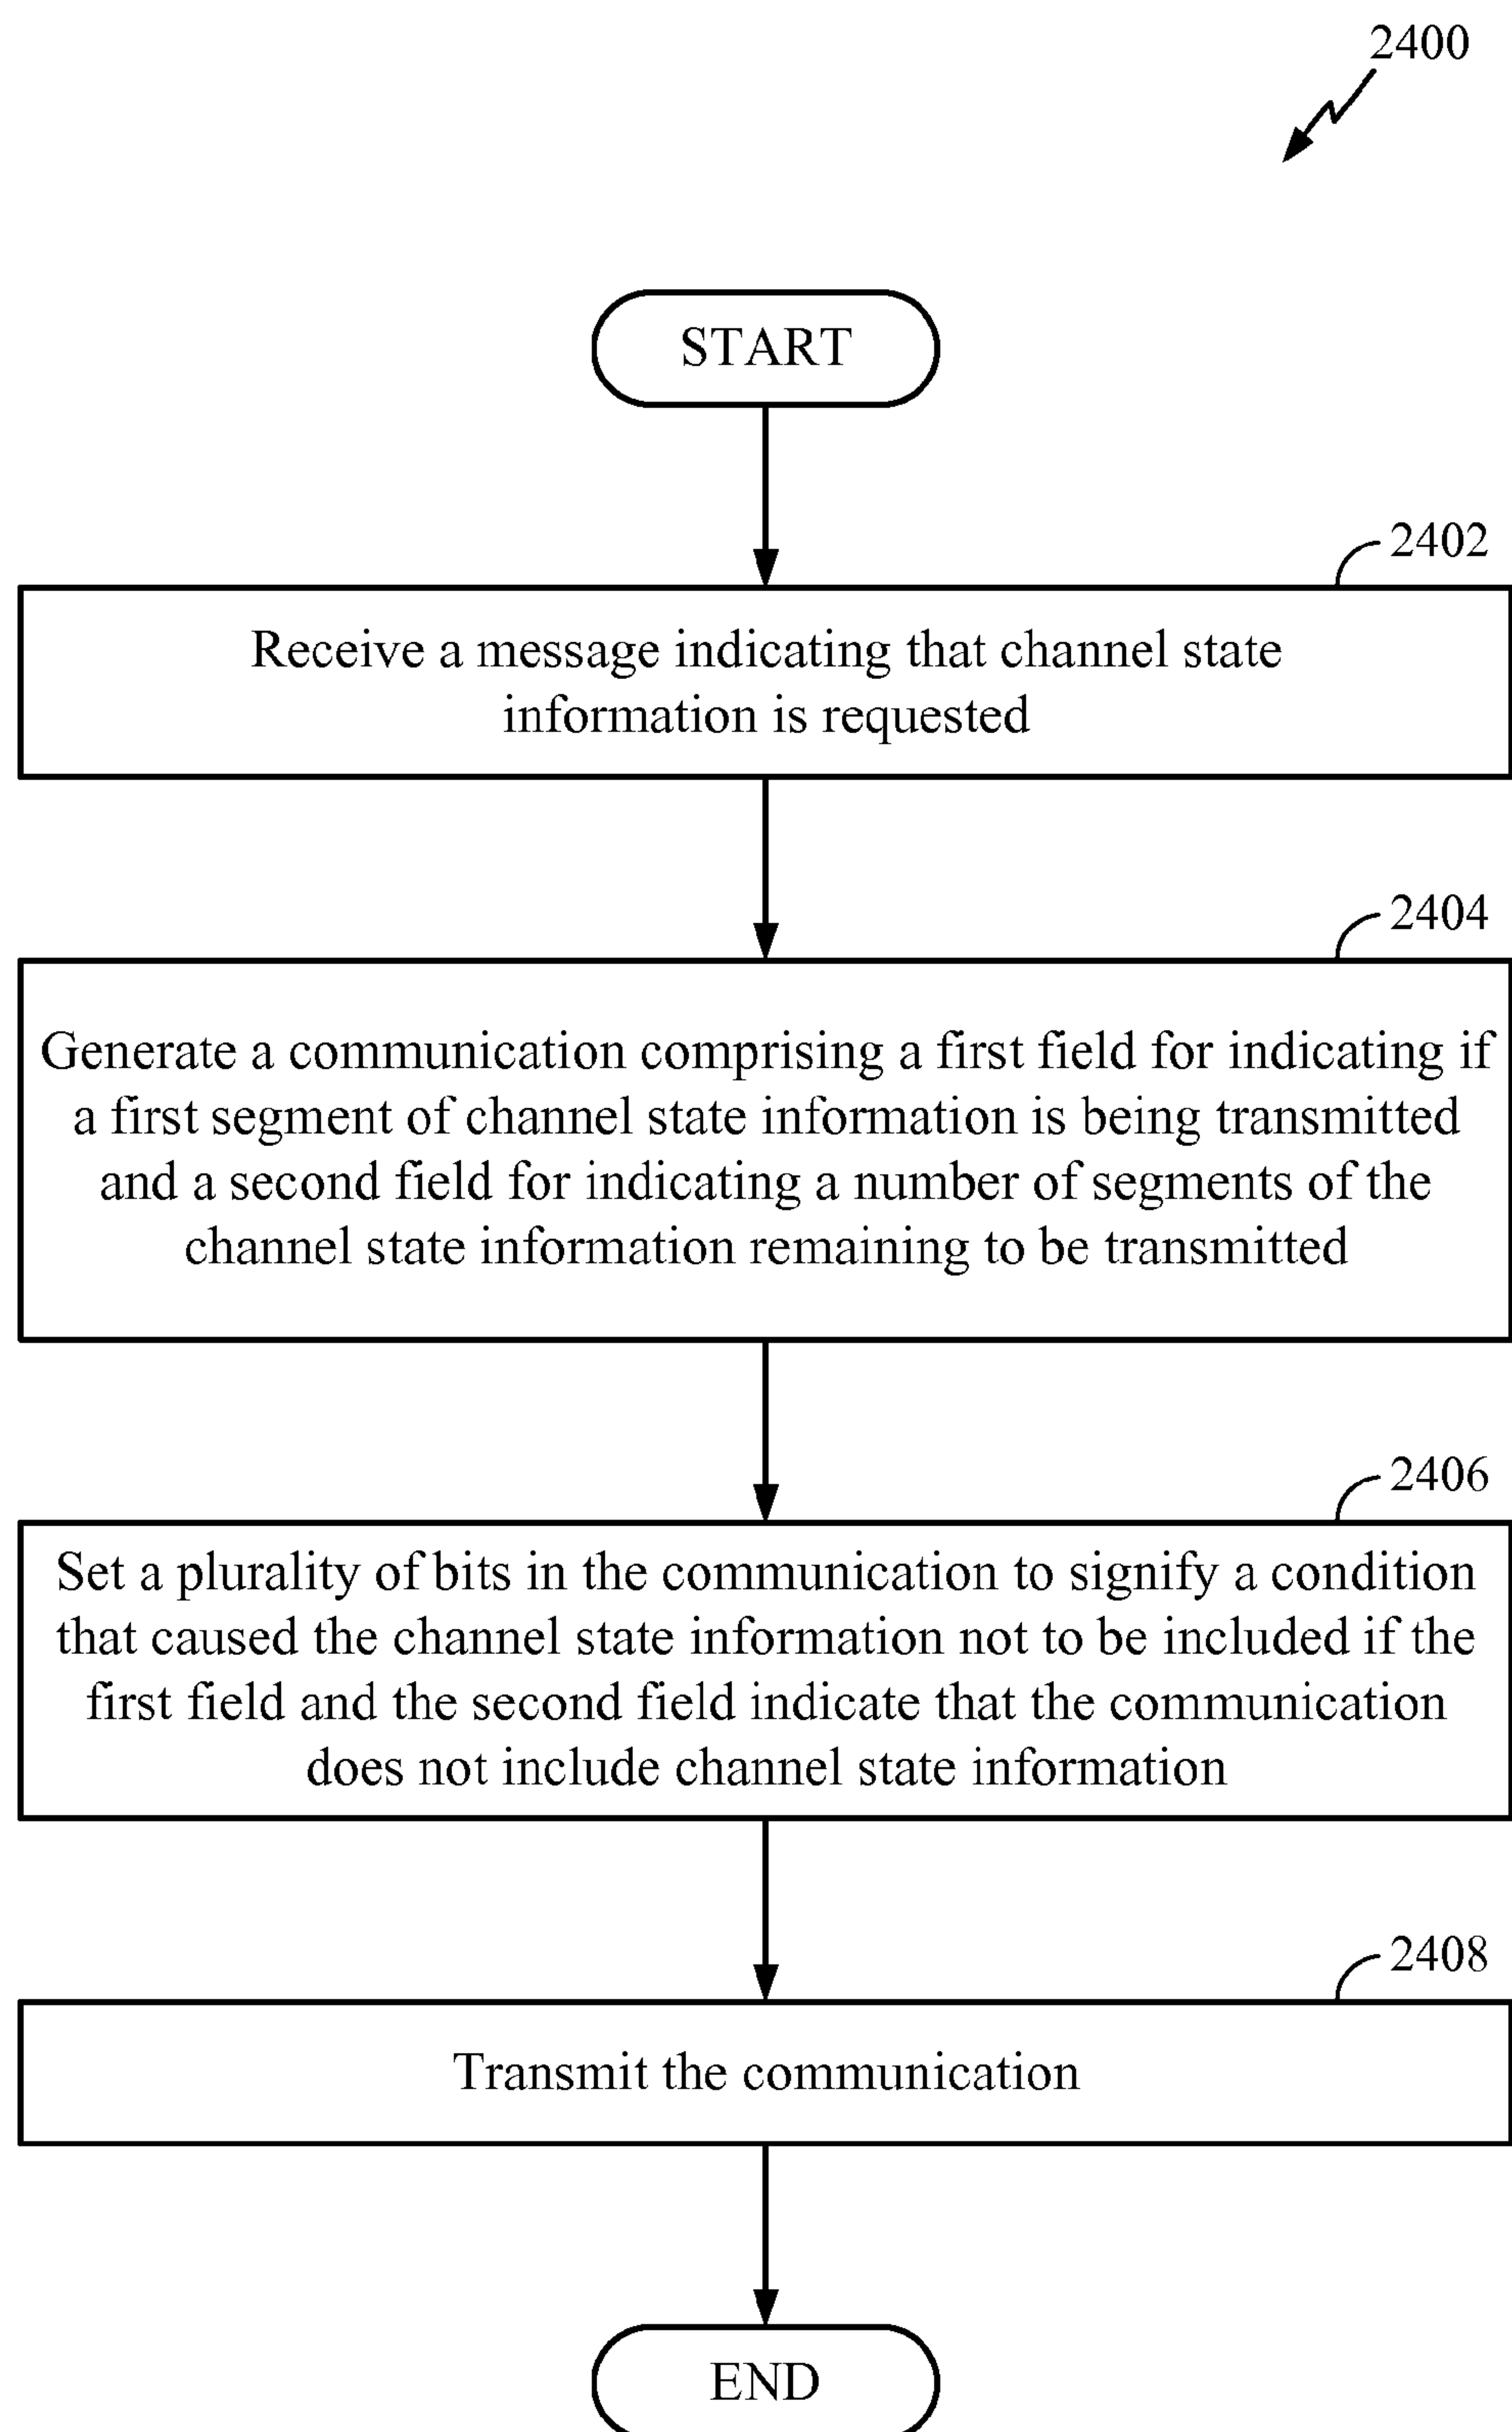 2400
START
2402
Receive a message indicating that channel state
information is requested
2404
Generate a communication comprising a first field for indicating if
a first segment of channel state information is being transmitted
and a second field for indicating a number of segments of the
channel state information remaining to be transmitted
2406
Set a plurality of bits in the communication to signify a condition
that caused the channel state information not to be included if the
first field and the second field indicate that the communication
does not include channel state information
2408
Transmit the communication
END